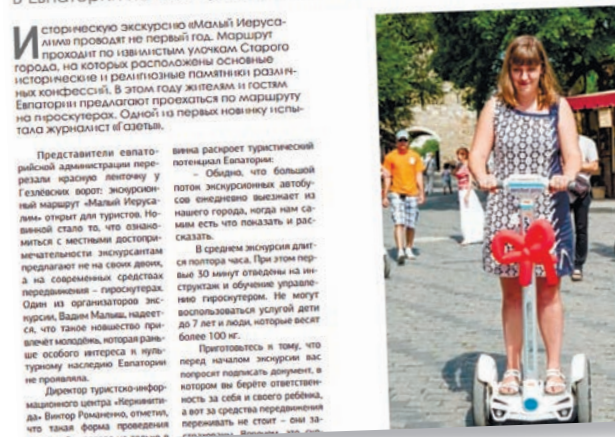 Историческую экскурсию «Малый Иеруса-
лим» проводят не первый год. Маршрут
проходит по извилистым улочкам Старого
города, на которых расположены основные
исторические и религиозные памятники различ-
ных конфессий. В этом году жителям и гостям
Евпатории предлагают проехаться по маршруту
на гироскутерах. Одной из первых новинку испы-
тала журналист «Газеты».
Представители евпато-
рийской администрации пере-
резали красную ленточку у
Гезлёвских ворот: экскурсион-
ный маршрут «Малый Иеруса-
лим» открыт для туристов. Но-
винкой стало то, что ознако-
миться с местными достопри-
мечательности экскурсантам
предлагают не на своих двоих,
а на современных средствах
передвижения – гироскутерах.
Один из организаторов экс-
курсии, Вадим Малыш, надеет-
ся, что такое новшество при-
влечёт молодёжь, которая рань-
ше особого интереса к куль-
турному наследию Евпатории
не проявляла.
Директор туристско-инфор-
мационного центра «Керкинити-
да» Виктор Романенко, отметил,
что такая форма проведения
винка раскроет туристический
потенциал Евпатории:
– Обидно, что большой
поток экскурсионных автобу-
сов ежедневно выезжает из
нашего города, когда нам са-
мим есть что показать и рас-
сказать.
В среднем экскурсия длит-
ся полтора часа. При этом пер-
вые 30 минут отведены на ин-
структаж и обучение управле-
нию гироскутером. Не могут
воспользоваться услугой дети
до 7 лет и люди, которые весят
более 100 кг.
Приготовьтесь к тому, что
перед началом экскурсии вас
попросят подписать документ, в
котором вы берёте ответствен-
ность за себя и своего ребёнка,
а вот за средства передвижения
переживать не стоит – они за-